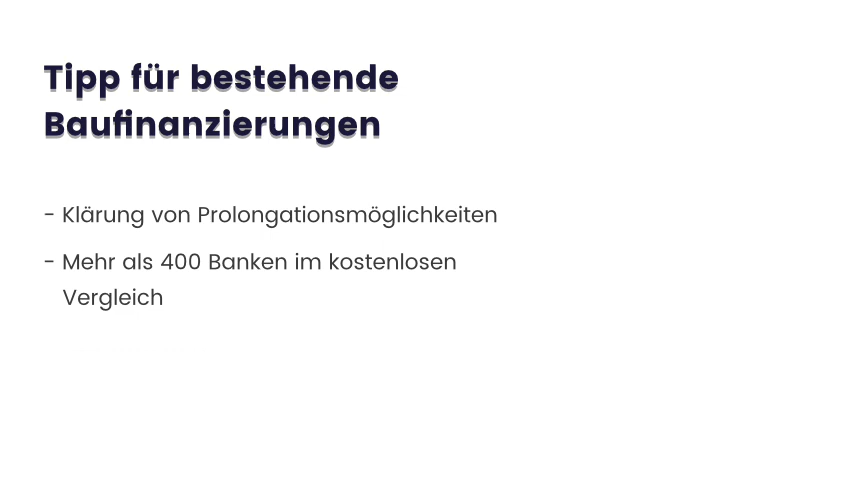 Tipp für bestehende
Baufinanzierungen
- Klärung von Prolongationsmöglichkeiten
- Mehr als 400 Banken im kostenlosen
Vergleich